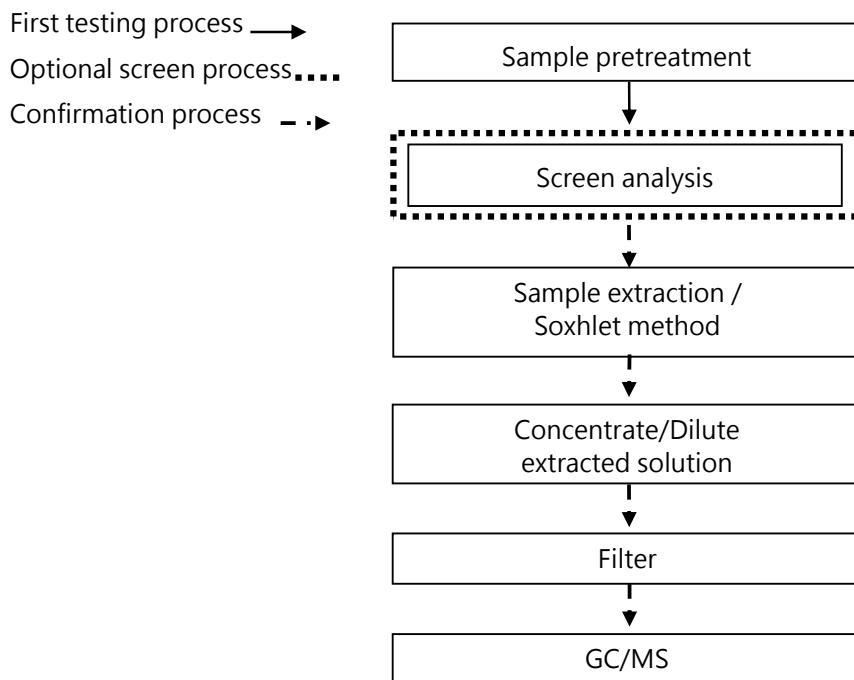 First testing process
Optional screen process
Confirmation process
Sample pretreatment
Screen analysis
Sample extraction /
Soxhlet method
Concentrate/Dilute
extracted solution
Filter
GC/MS